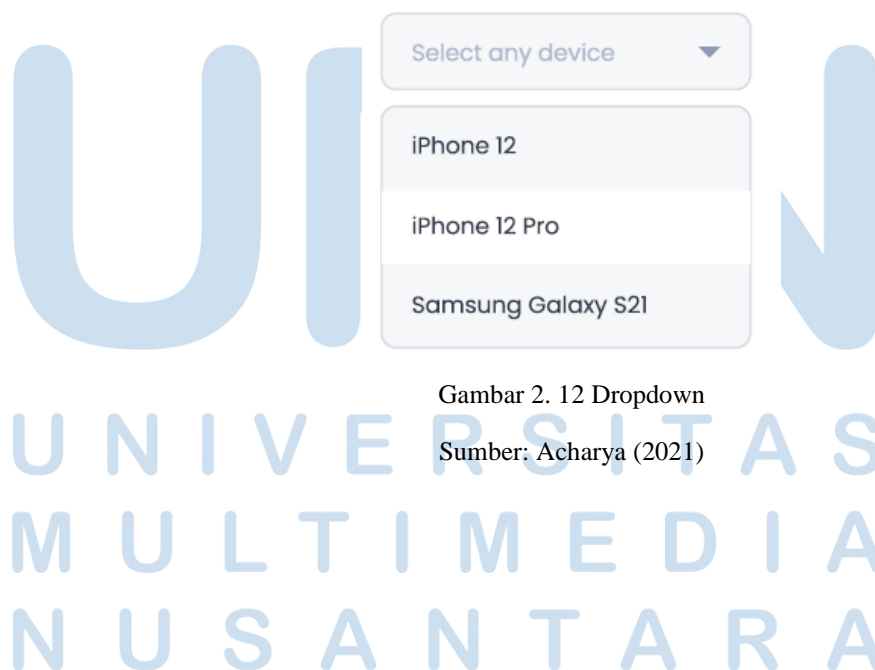 Select any device
iPhone 12
iPhone 12 Pro
Samsung Galaxy S21
Gambar 2. 12 Dropdown
Sumber: Acharya (2021)
UNIVERSITAS
MULTIMEDIA
NUSANTARA